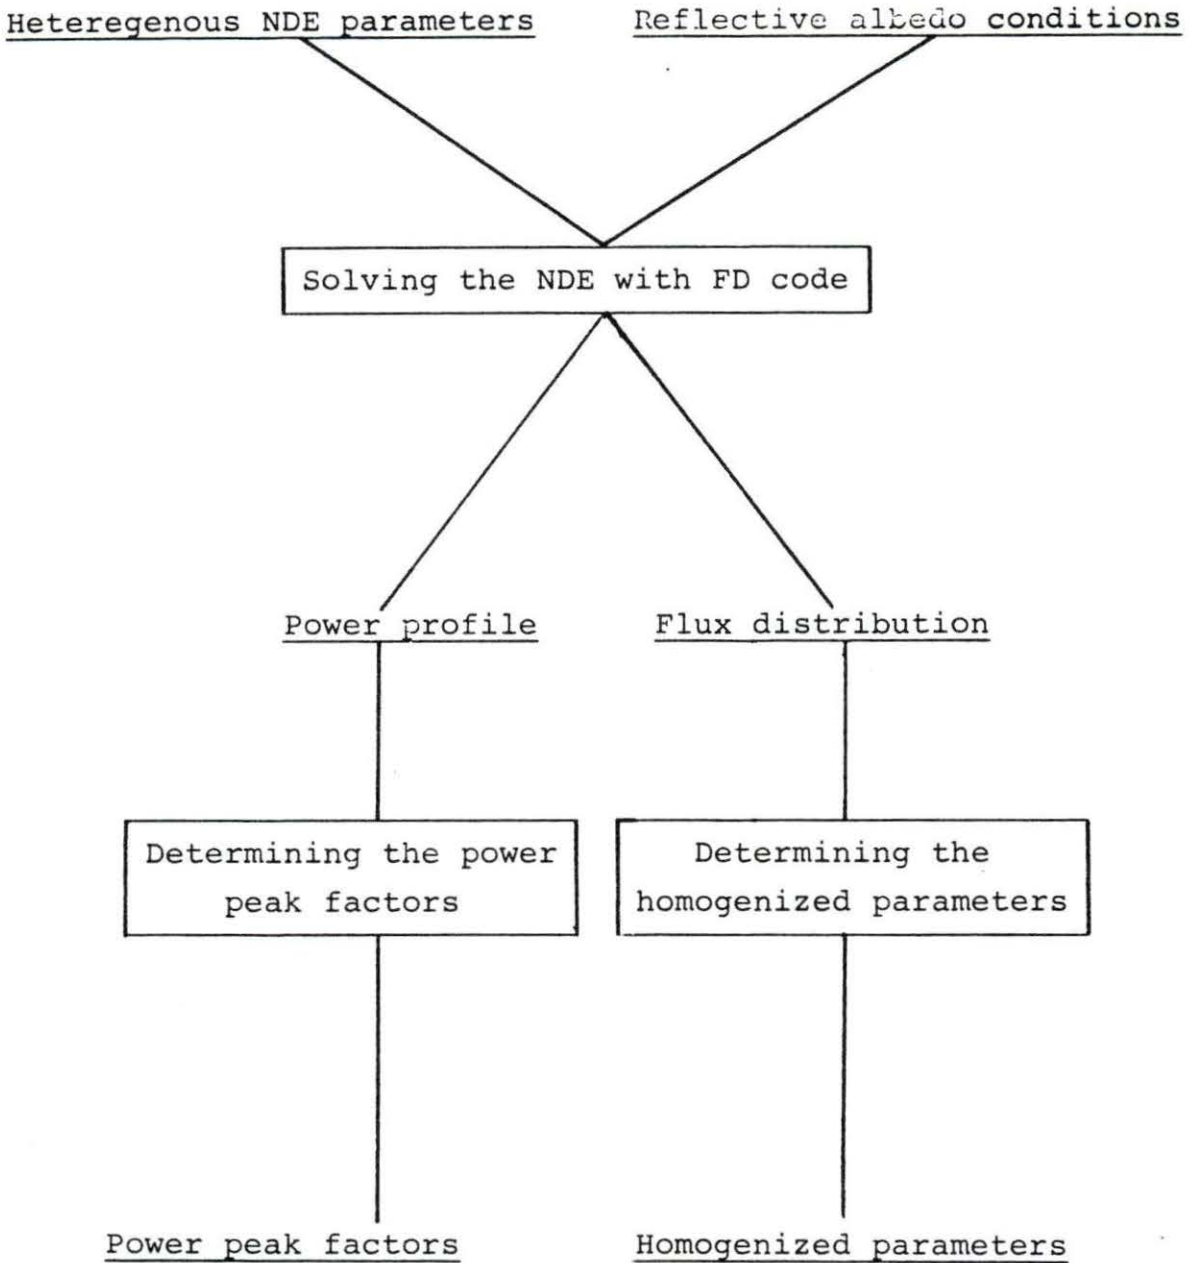 Heteregenous NDE parameters
Reflective albedo conditions
Solving the NDE with FD code
Power profile
Flux distribution
Determining the power
peak factors
Determining the
homogenized parameters
Power peak factors
Homogenized parameters